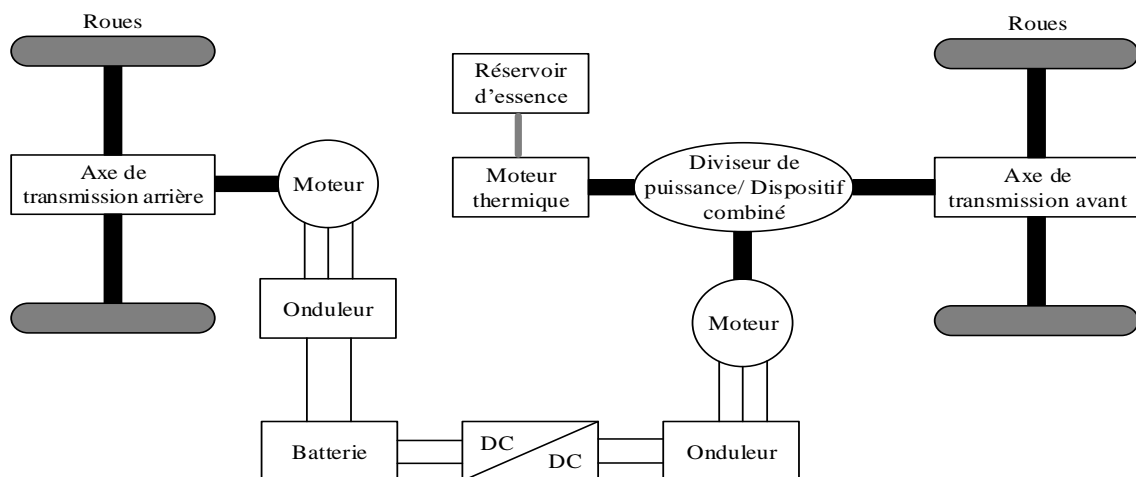 Roues
Roues
Réservoir
d'essence
Axe de
transmission arrière
Moteur
Moteur
thermique
Diviseur de
puissance/ Dispositif
combiné
Axe de
transmission avant
Onduleur
Moteur
Batterie
DC
DC
Onduleur